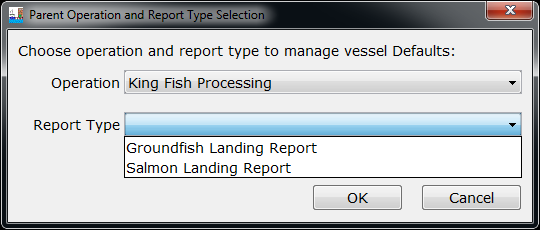 Parent Operation and Report Type Selection
Choose operation and report type to manage vessel Defaults:
Operation King Fish Processing
Report Type
Groundfish Landing Report
Salmon Landing Report
OK Cancel